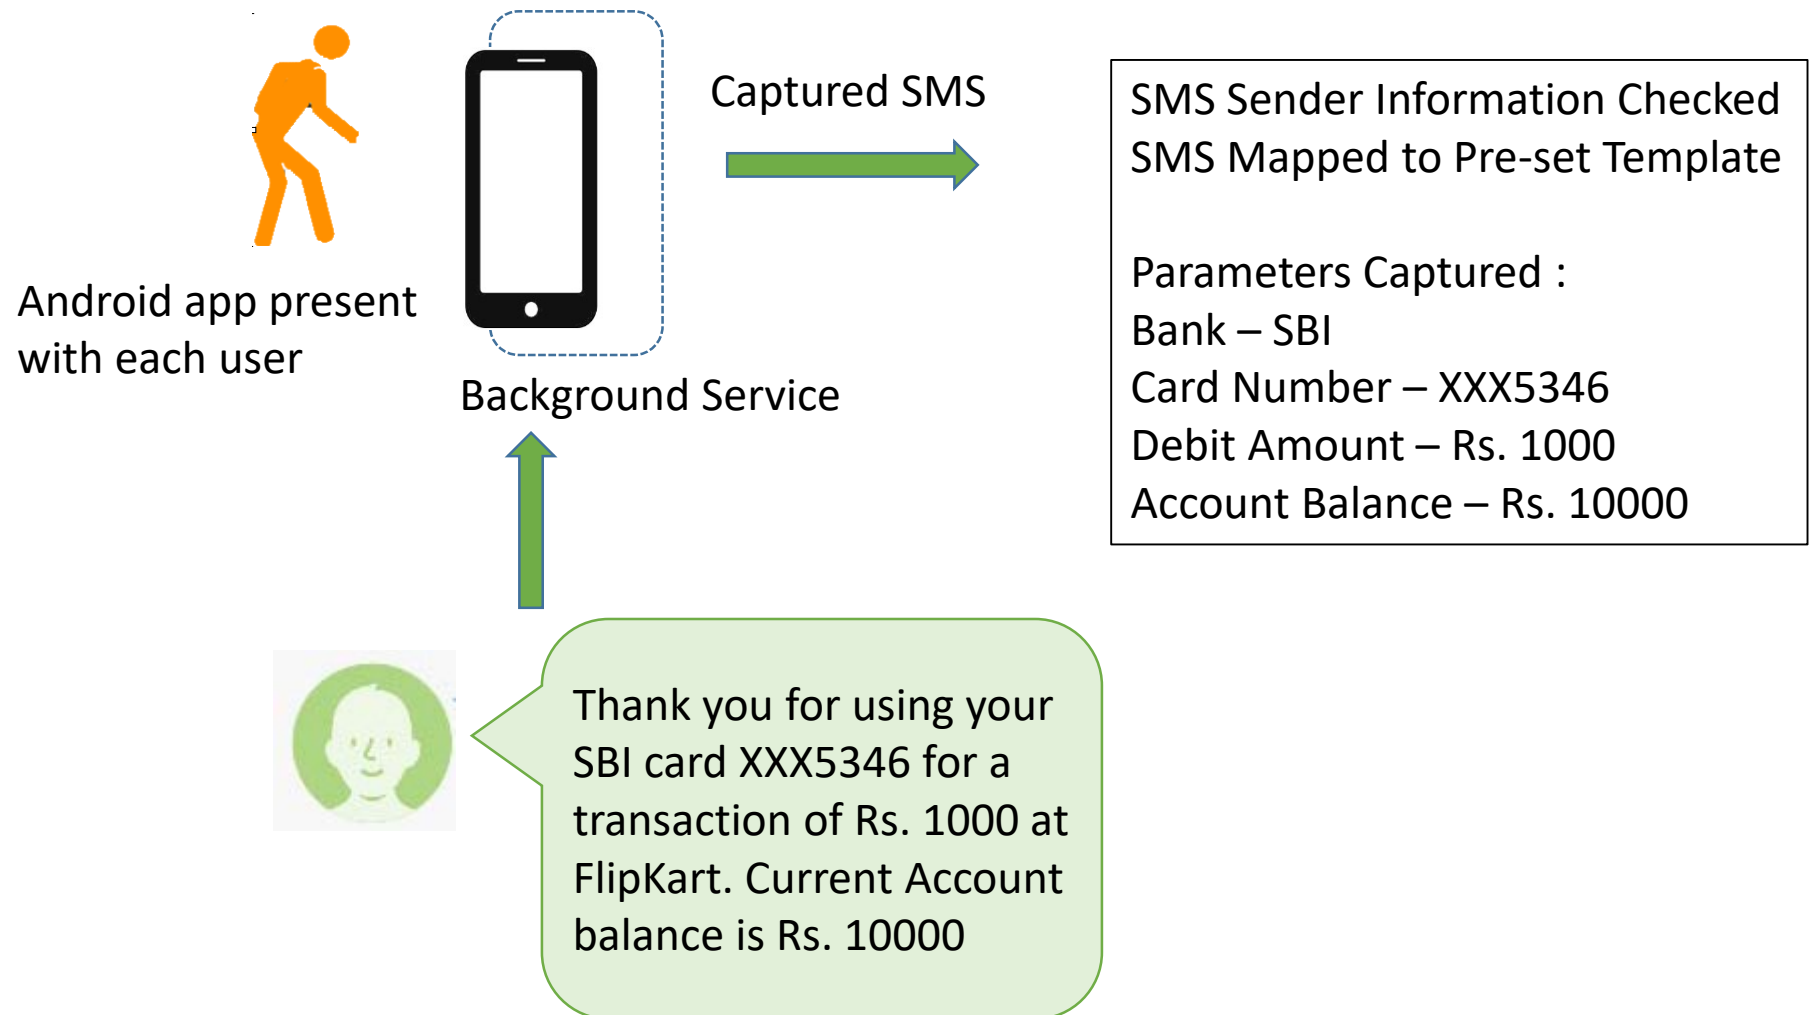 Captured SMS
SMS Sender Information Checked
SMS Mapped to Pre-set Template
Parameters Captured :
Bank – SBI
Card Number – XXX5346
Debit Amount – Rs. 1000
Account Balance – Rs. 10000
Android app present
with each user
Background Service
Thank you for using your
SBI card XXX5346 for a
transaction of Rs. 1000 at
FlipKart. Current Account
balance is Rs. 10000